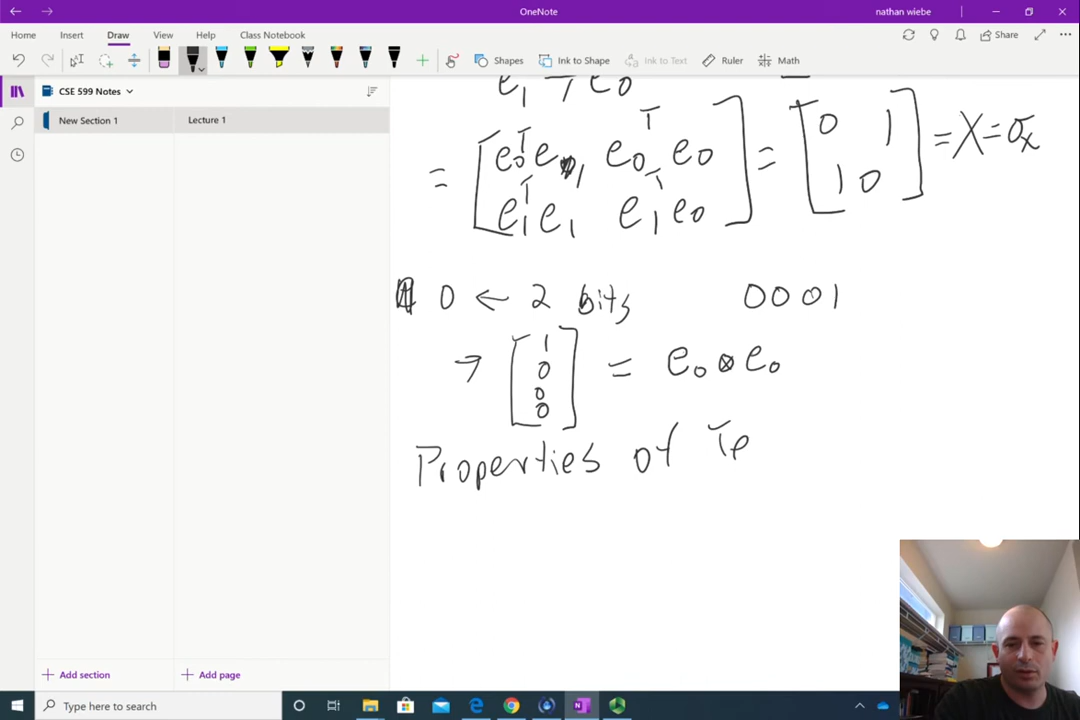 OneNote
nathan wiebe
Home Insert Draw View Help Class Notebook
Share
Shapes Ink to Shape Ink to Text Ruler Math
CSE 599 Notes
New Section 1
Lecture 1
e₁ → e₀
= [e₀ᵀe₁ e₀ᵀe₀
e₁ᵀe₁ e₁ᵀe₀] = [0 1
1 0] = X = σₓ
0 ← 2 bits 0001
→ [1
0
0
0] = e₀ ⊗ e₀
Properties of Te
+ Add section
+ Add page
Type here to search